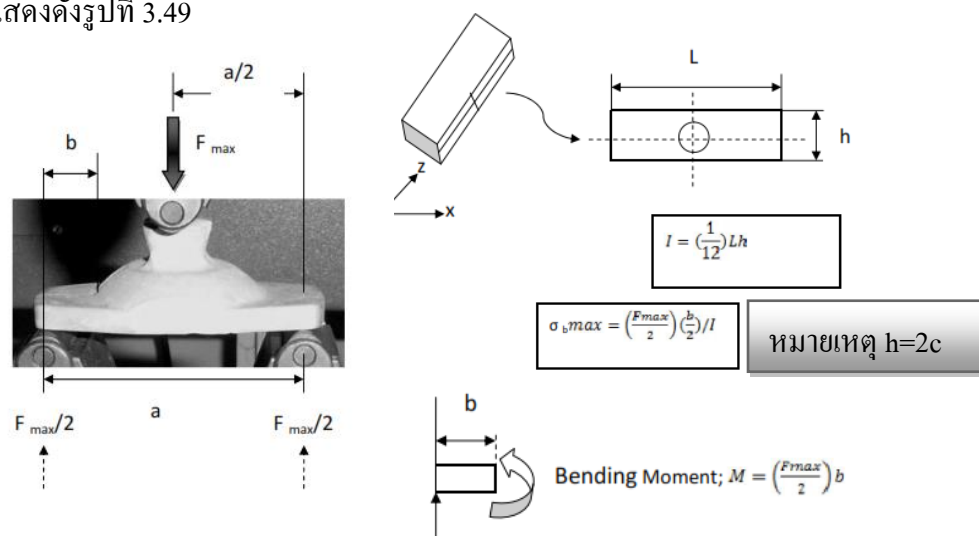 แสดงดังรูปที่ 3.49
a/2
b
F max
L
h
z
x
I = (1/12)Lh
σ b max = (Fmax/2)(b/2)/I
หมายเหตุ h=2c
a
F max/2
F max/2
b
Bending Moment; M = (Fmax/2)b